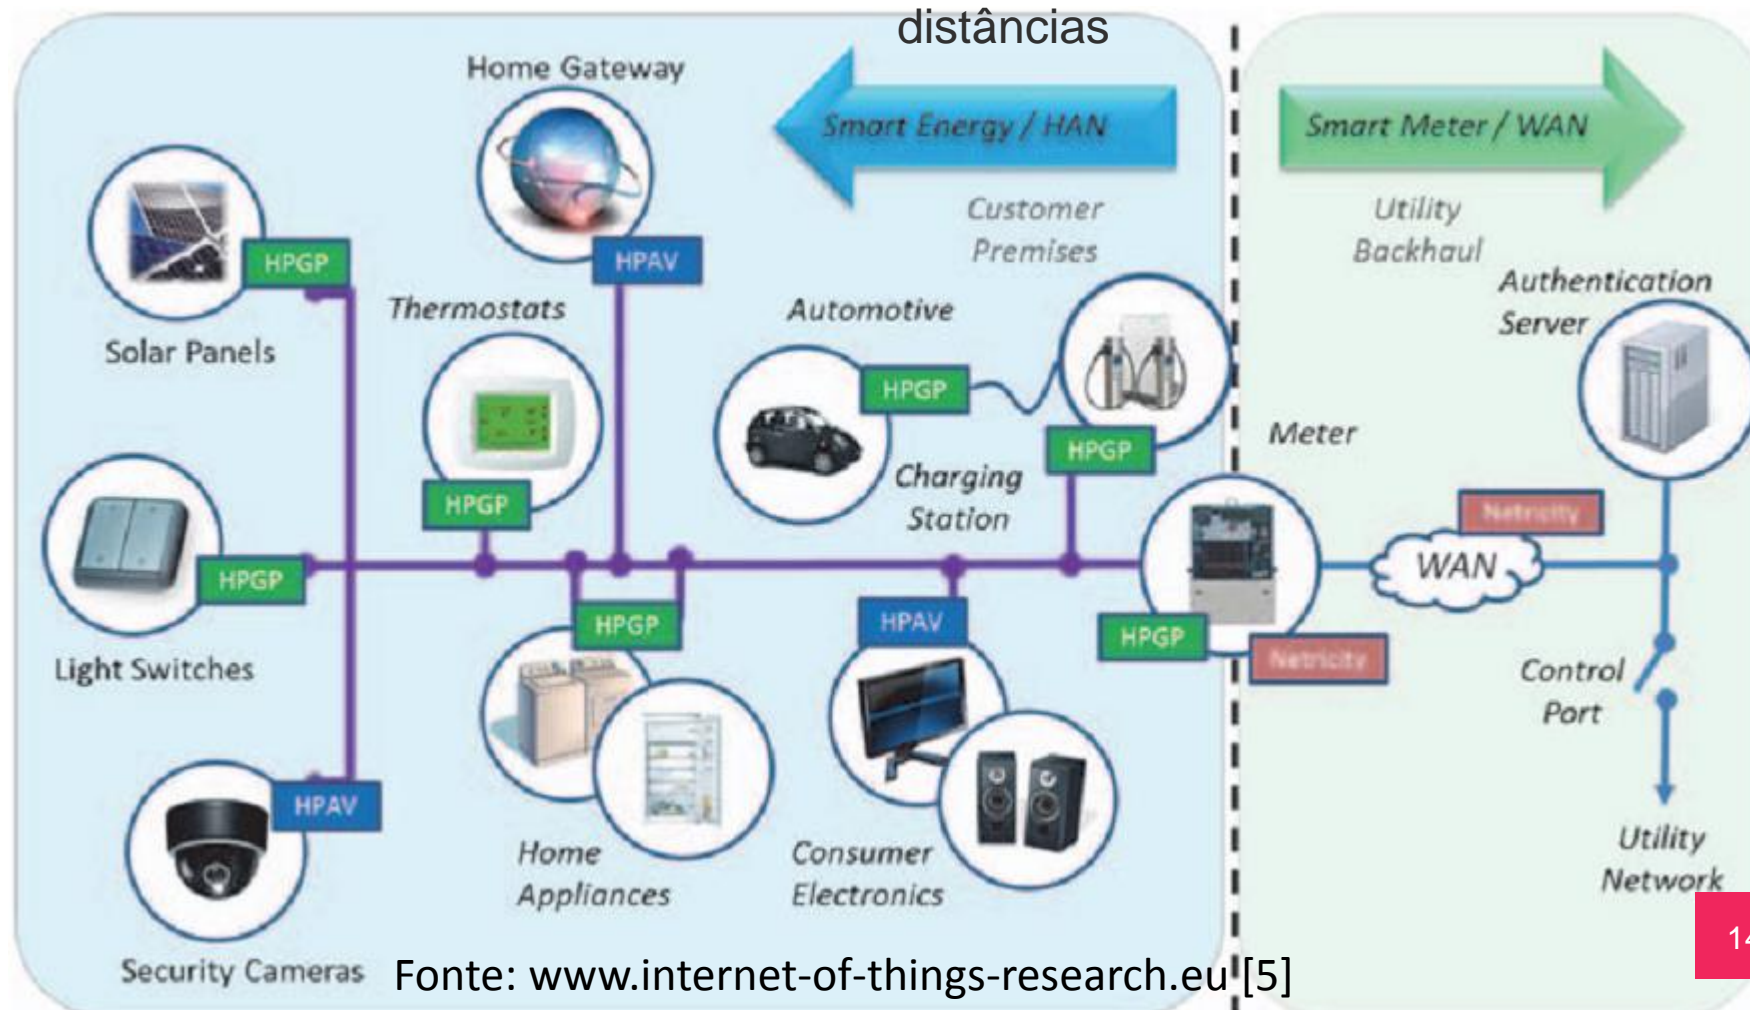 distâncias
Home Gateway
Smart Energy / HAN
Smart Meter / WAN
Customer
Premises
Utility
Backhaul
HPGP
HPAV
Solar Panels
Thermostats
HPGP
Automotive
HPGP
Charging
Station
HPGP
Authentication
Server
Meter
Netricity
WAN
HPGP
Light Switches
HPGP
HPAV
HPGP
Netricity
Control
Port
HPAV
Security Cameras
Home
Appliances
Consumer
Electronics
Utility
Network
Fonte: www.internet-of-things-research.eu [5]